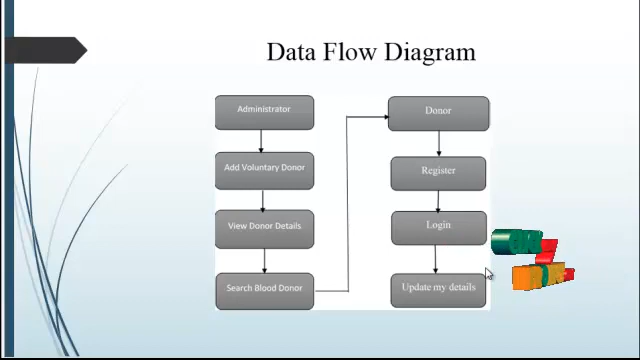 Data Flow Diagram
Administrator
Add Voluntary Donor
View Donor Details
Search Blood Donor
Donor
Register
Login
Update my details